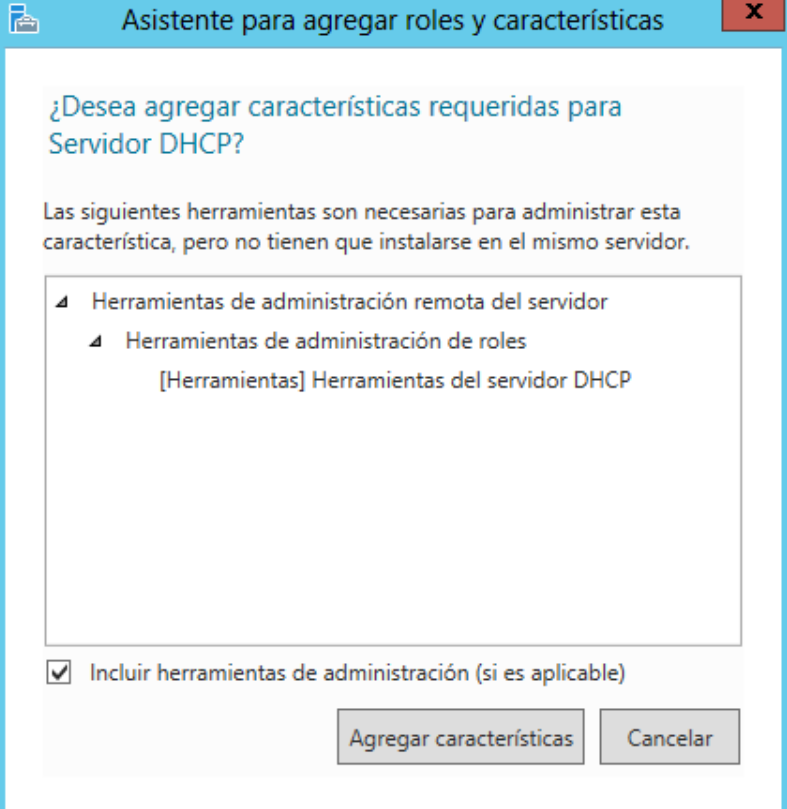 Asistente para agregar roles y características
x
¿Desea agregar características requeridas para
Servidor DHCP?
Las siguientes herramientas son necesarias para administrar esta
característica, pero no tienen que instalarse en el mismo servidor.
Herramientas de administración remota del servidor
Herramientas de administración de roles
[Herramientas] Herramientas del servidor DHCP
Incluir herramientas de administración (si es aplicable)
Agregar características
Cancelar